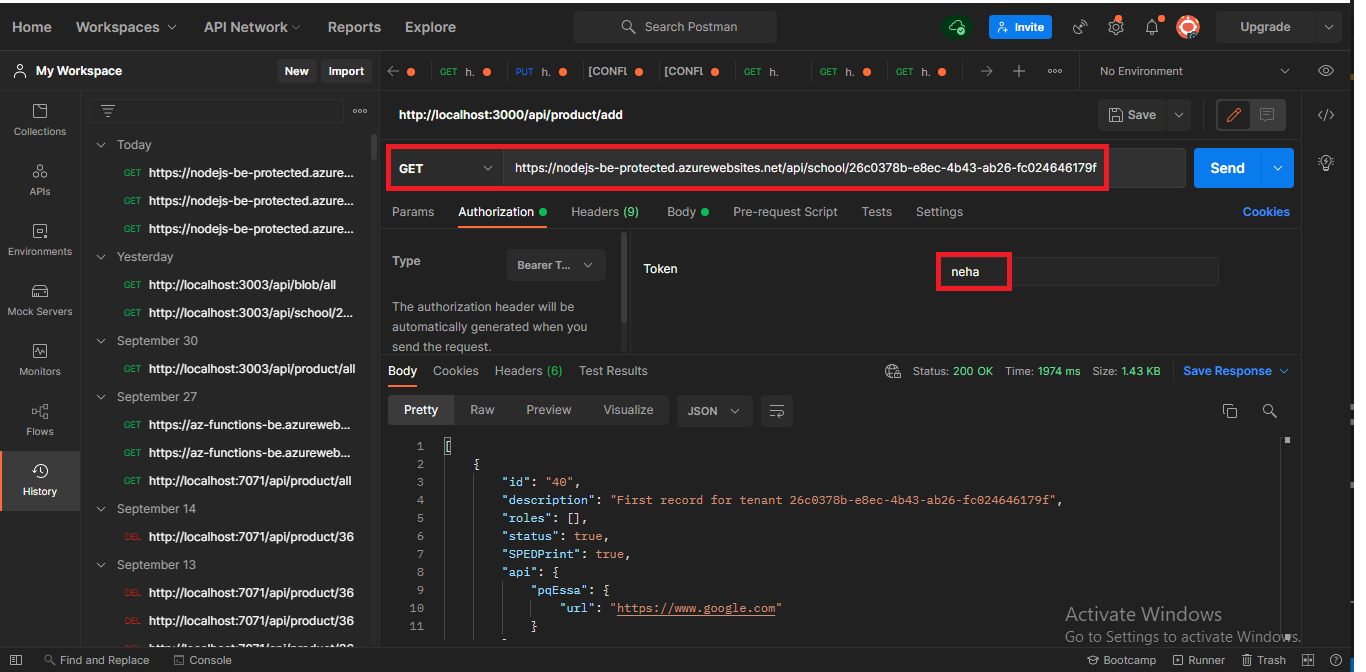 Home Workspaces API Network Reports Explore Search Postman Invite Upgrade
My Workspace New Import GET h. PUT h. [CONFL [CONFL GET h. GET h. GET h. No Environment
http://localhost:3000/api/product/add Save
GET https://nodejs-be-protected.azurewebsites.net/api/school/26c0378b-e8ec-4b43-ab26-fc024646179f Send
Params Authorization Headers (9) Body Pre-request Script Tests Settings Cookies
Type Bearer T... Token neha
The authorization header will be
automatically generated when you
send the request.
Collections
APIs
Environments
Mock Servers
Monitors
Flows
History
Today
GET https://nodejs-be-protected.azure...
GET https://nodejs-be-protected.azure...
GET https://nodejs-be-protected.azure...
Yesterday
GET http://localhost:3003/api/blob/all
GET http://localhost:3003/api/school/2...
September 30
GET http://localhost:3003/api/product/all
September 27
GET https://az-functions-be.azureweb...
GET https://az-functions-be.azureweb...
GET http://localhost:7071/api/product/all
September 14
DEL http://localhost:7071/api/product/36
September 13
DEL http://localhost:7071/api/product/36
DEL http://localhost:7071/api/product/36
Body Cookies Headers (6) Test Results Status: 200 OK Time: 1974 ms Size: 1.43 KB Save Response
Pretty Raw Preview Visualize JSON
1 [
2 {
3 "id": "40",
4 "description": "First record for tenant 26c0378b-e8ec-4b43-ab26-fc024646179f",
5 "roles": [],
6 "status": true,
7 "SPEDPrint": true,
8 "api": {
9 "pqEssa": {
10 "url": "https://www.google.com"
11 }
Activate Windows
Go to Settings to activate Windows.
Find and Replace Console Bootcamp Runner Trash